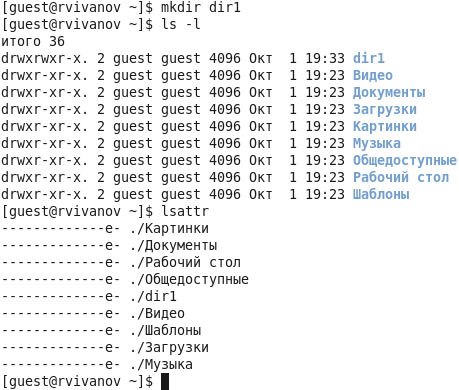 [guest@rvivanov ~]$ mkdir dir1
[guest@rvivanov ~]$ ls -l
итого 36
drwxrwxr-x. 2 guest guest 4096 Окт  1 19:33 dir1
drwxr-xr-x. 2 guest guest 4096 Окт  1 19:23 Видео
drwxr-xr-x. 2 guest guest 4096 Окт  1 19:23 Документы
drwxr-xr-x. 2 guest guest 4096 Окт  1 19:23 Загрузки
drwxr-xr-x. 2 guest guest 4096 Окт  1 19:23 Картинки
drwxr-xr-x. 2 guest guest 4096 Окт  1 19:23 Музыка
drwxr-xr-x. 2 guest guest 4096 Окт  1 19:23 Общедоступные
drwxr-xr-x. 2 guest guest 4096 Окт  1 19:23 Рабочий стол
drwxr-xr-x. 2 guest guest 4096 Окт  1 19:23 Шаблоны
[guest@rvivanov ~]$ lsattr
-------------e- ./Картинки
-------------e- ./Документы
-------------e- ./Рабочий стол
-------------e- ./Общедоступные
-------------e- ./dir1
-------------e- ./Видео
-------------e- ./Шаблоны
-------------e- ./Загрузки
-------------e- ./Музыка
[guest@rvivanov ~]$